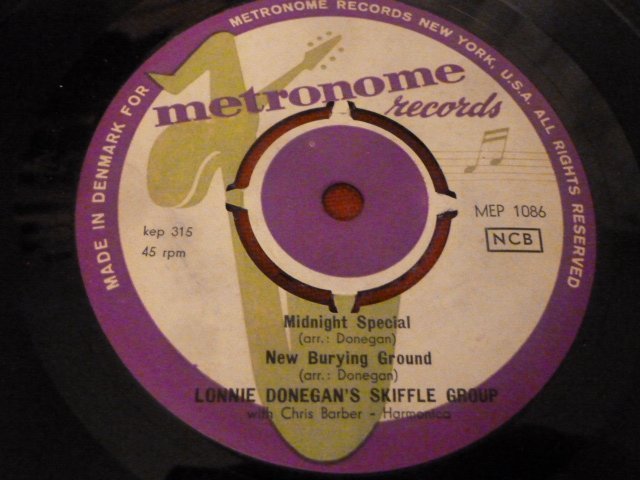 MADE IN DENMARK FOR METRONOME RECORDS NEW YORK, U.S.A. ALL RIGHTS RESERVED
metronome
records
kep 315
45 rpm
MEP 1086
NCB
Midnight Special
(arr.: Donegan)
New Burying Ground
(arr.: Donegan)
LONNIE DONEGAN'S SKIFFLE GROUP
with Chris Barber - Harmonica